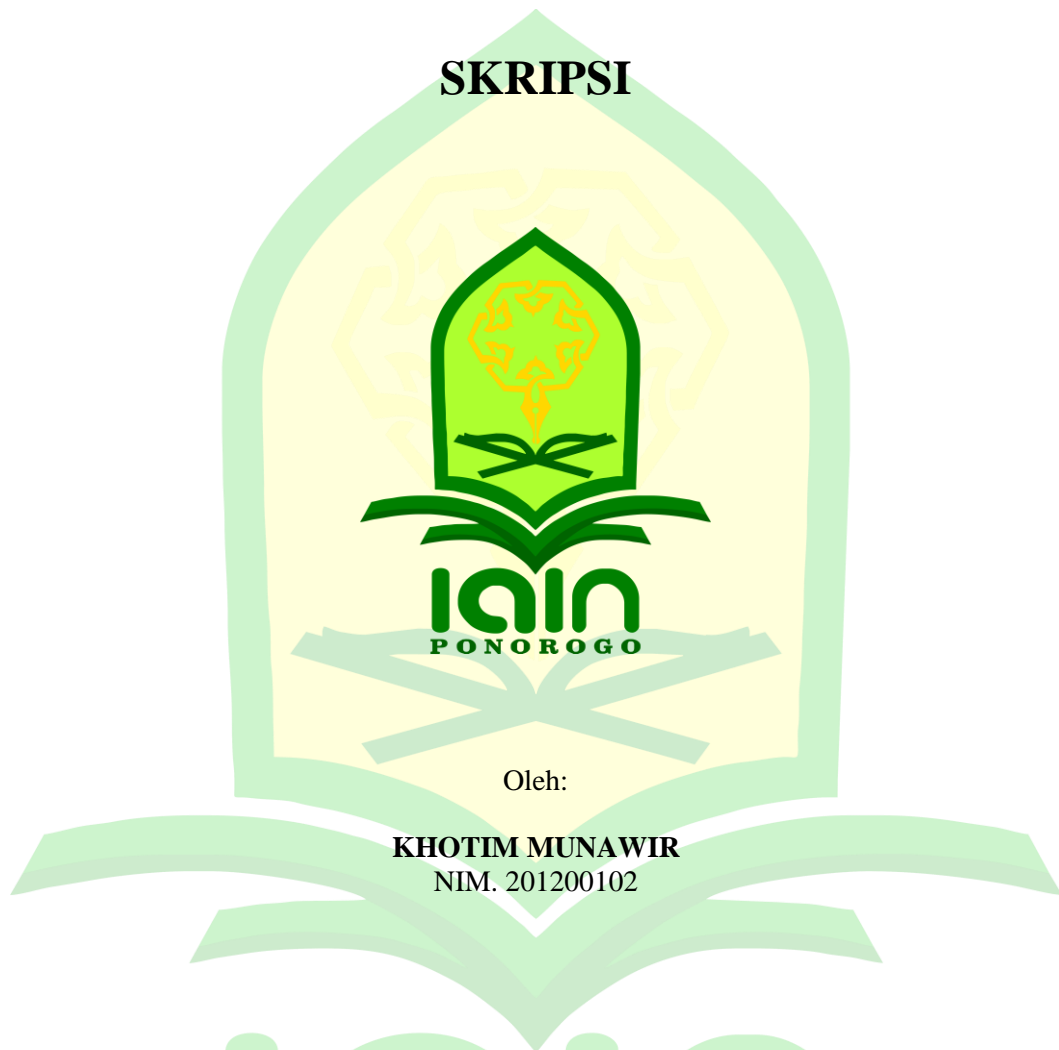 SKRIPSI
iain
PONOROGO
Oleh:
KHOTIM MUNAWIR
NIM. 201200102